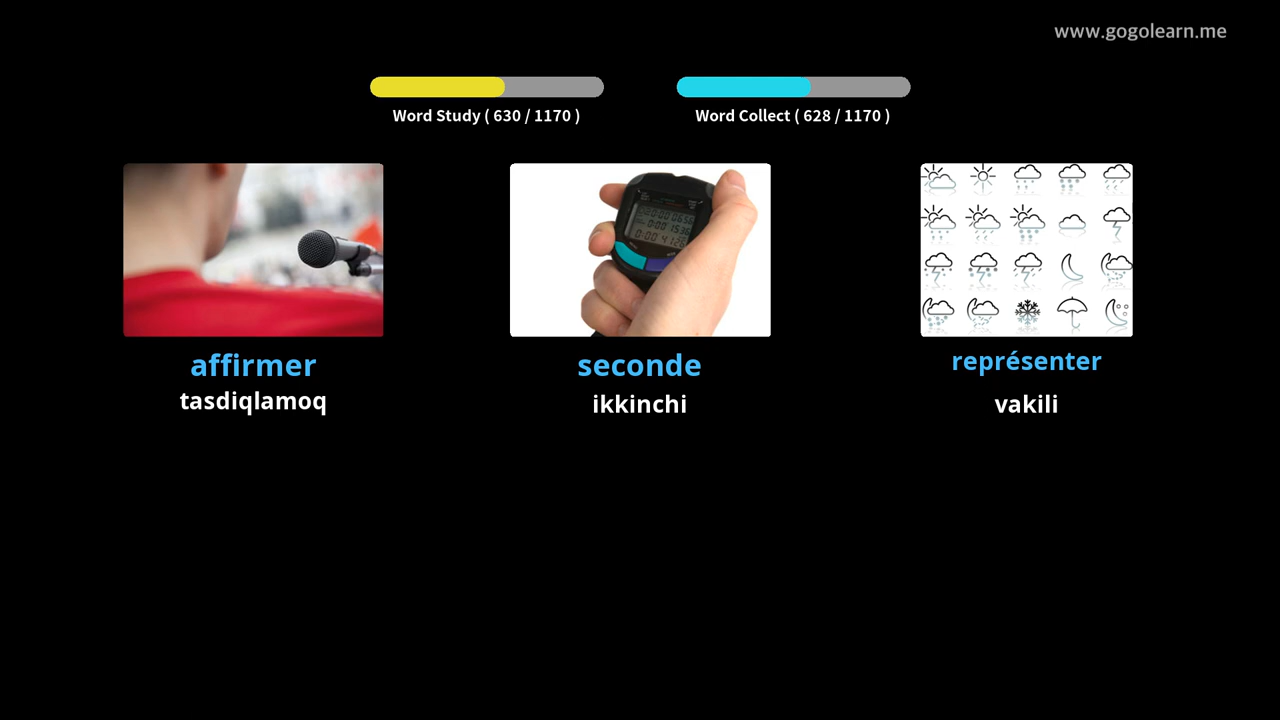 www.gogolearn.me
Word Study ( 630 / 1170 )
Word Collect ( 628 / 1170 )
affirmer
tasdiqlamoq
seconde
ikkinchi
représenter
vakili